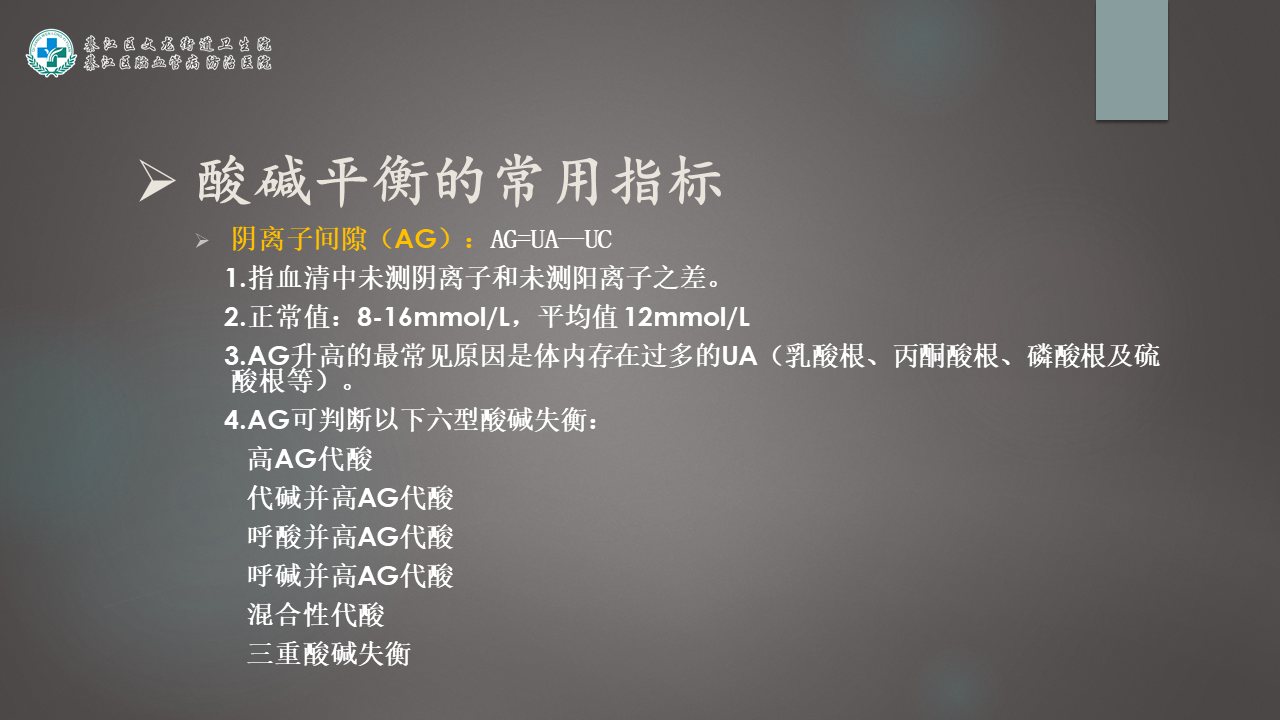 綦江区文龙街道卫生院
綦江区脑血管病防治医院
酸碱平衡的常用指标
阴离子间隙（AG）：AG=UA—UC
1.指血清中未测阴离子和未测阳离子之差。
2.正常值：8-16mmol/L，平均值 12mmol/L
3.AG升高的最常见原因是体内存在过多的UA（乳酸根、丙酮酸根、磷酸根及硫
酸根等）。
4.AG可判断以下六型酸碱失衡：
高AG代酸
代碱并高AG代酸
呼酸并高AG代酸
呼碱并高AG代酸
混合性代酸
三重酸碱失衡